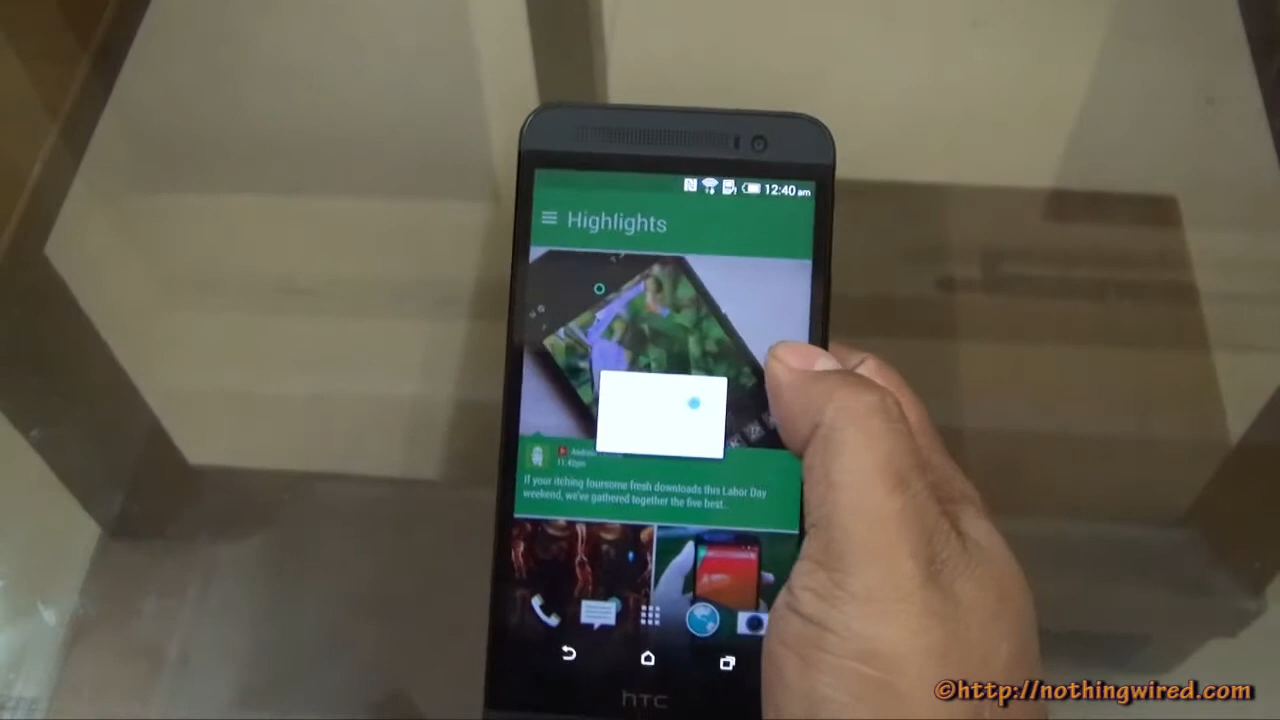 12:40 am
Highlights
11:40pm
If your itching foursome fresh downloads this Labor Day
weekend, we've gathered together the five best..
hTC
©http://nothingwired.com